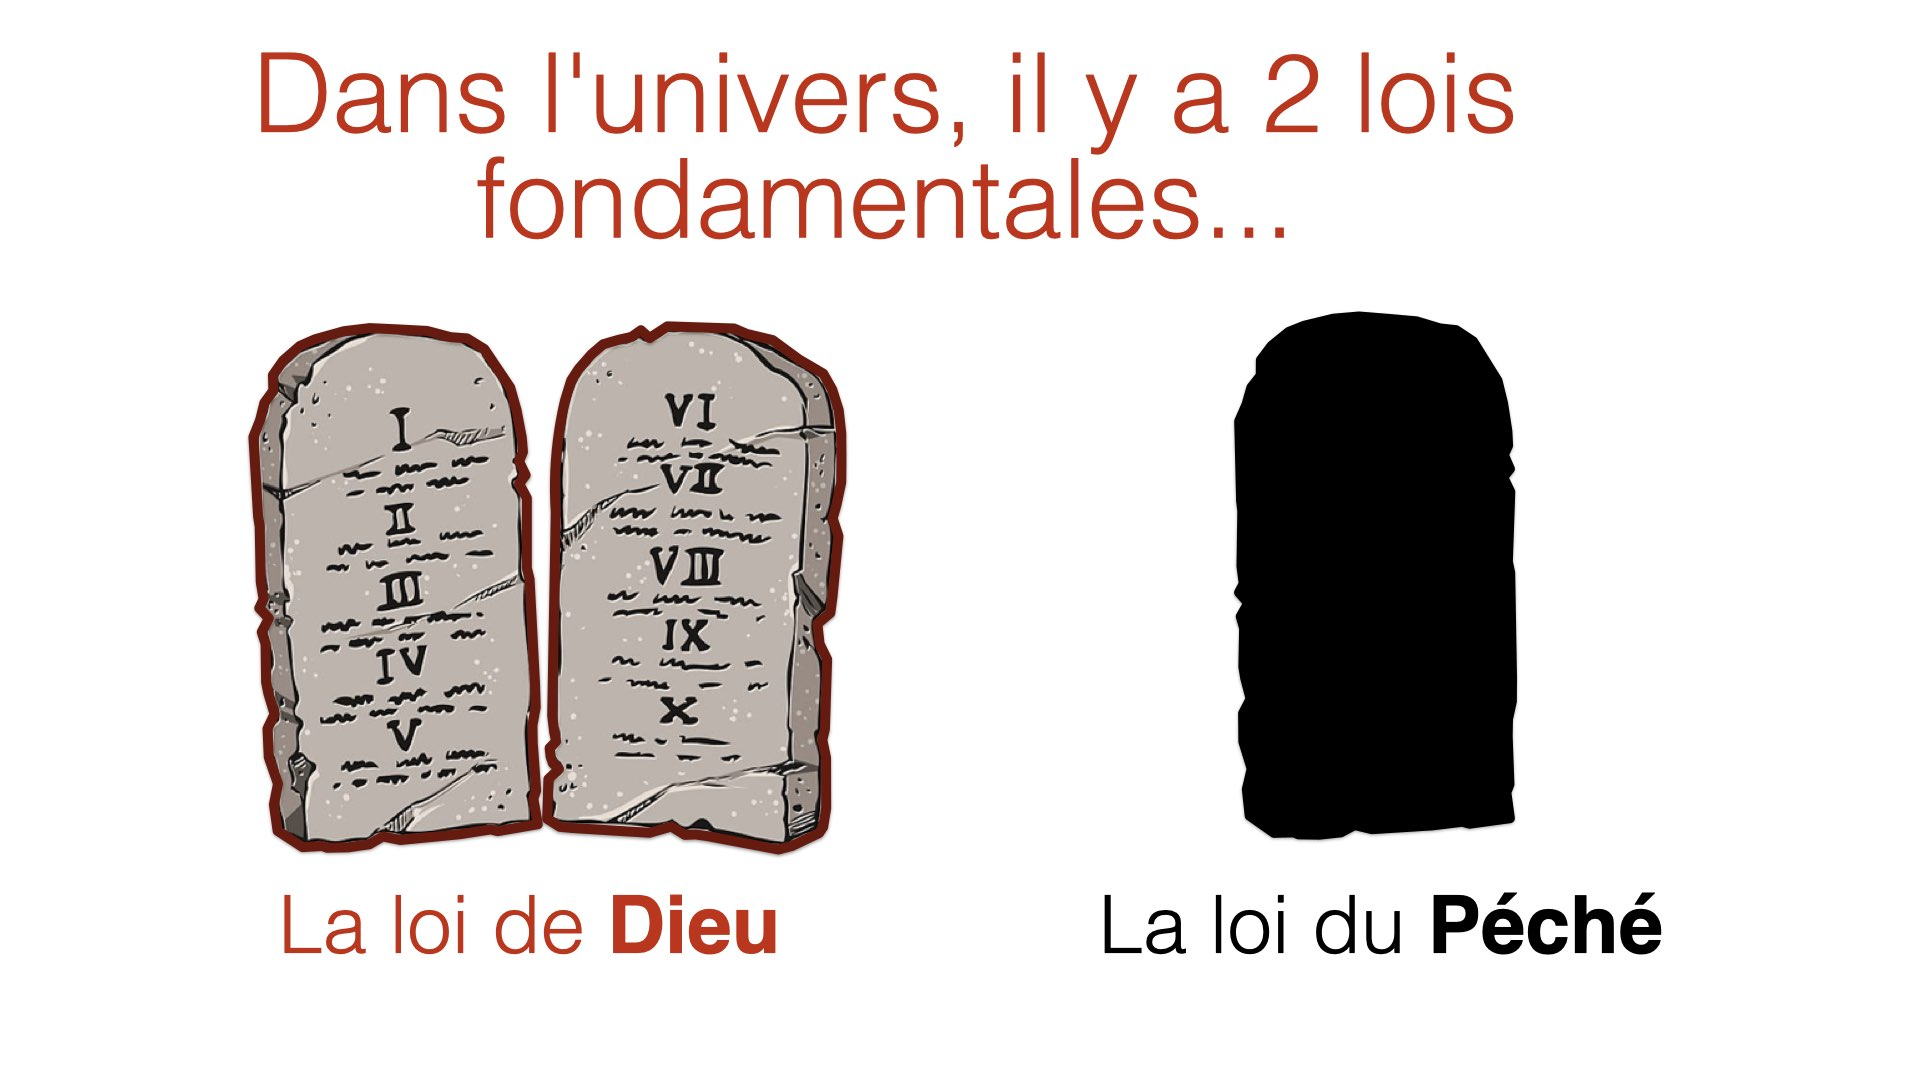 Dans l'univers, il y a 2 lois
fondamentales...
I
II
III
IV
V
VI
VII
VIII
IX
X
La loi de Dieu
La loi du Péché